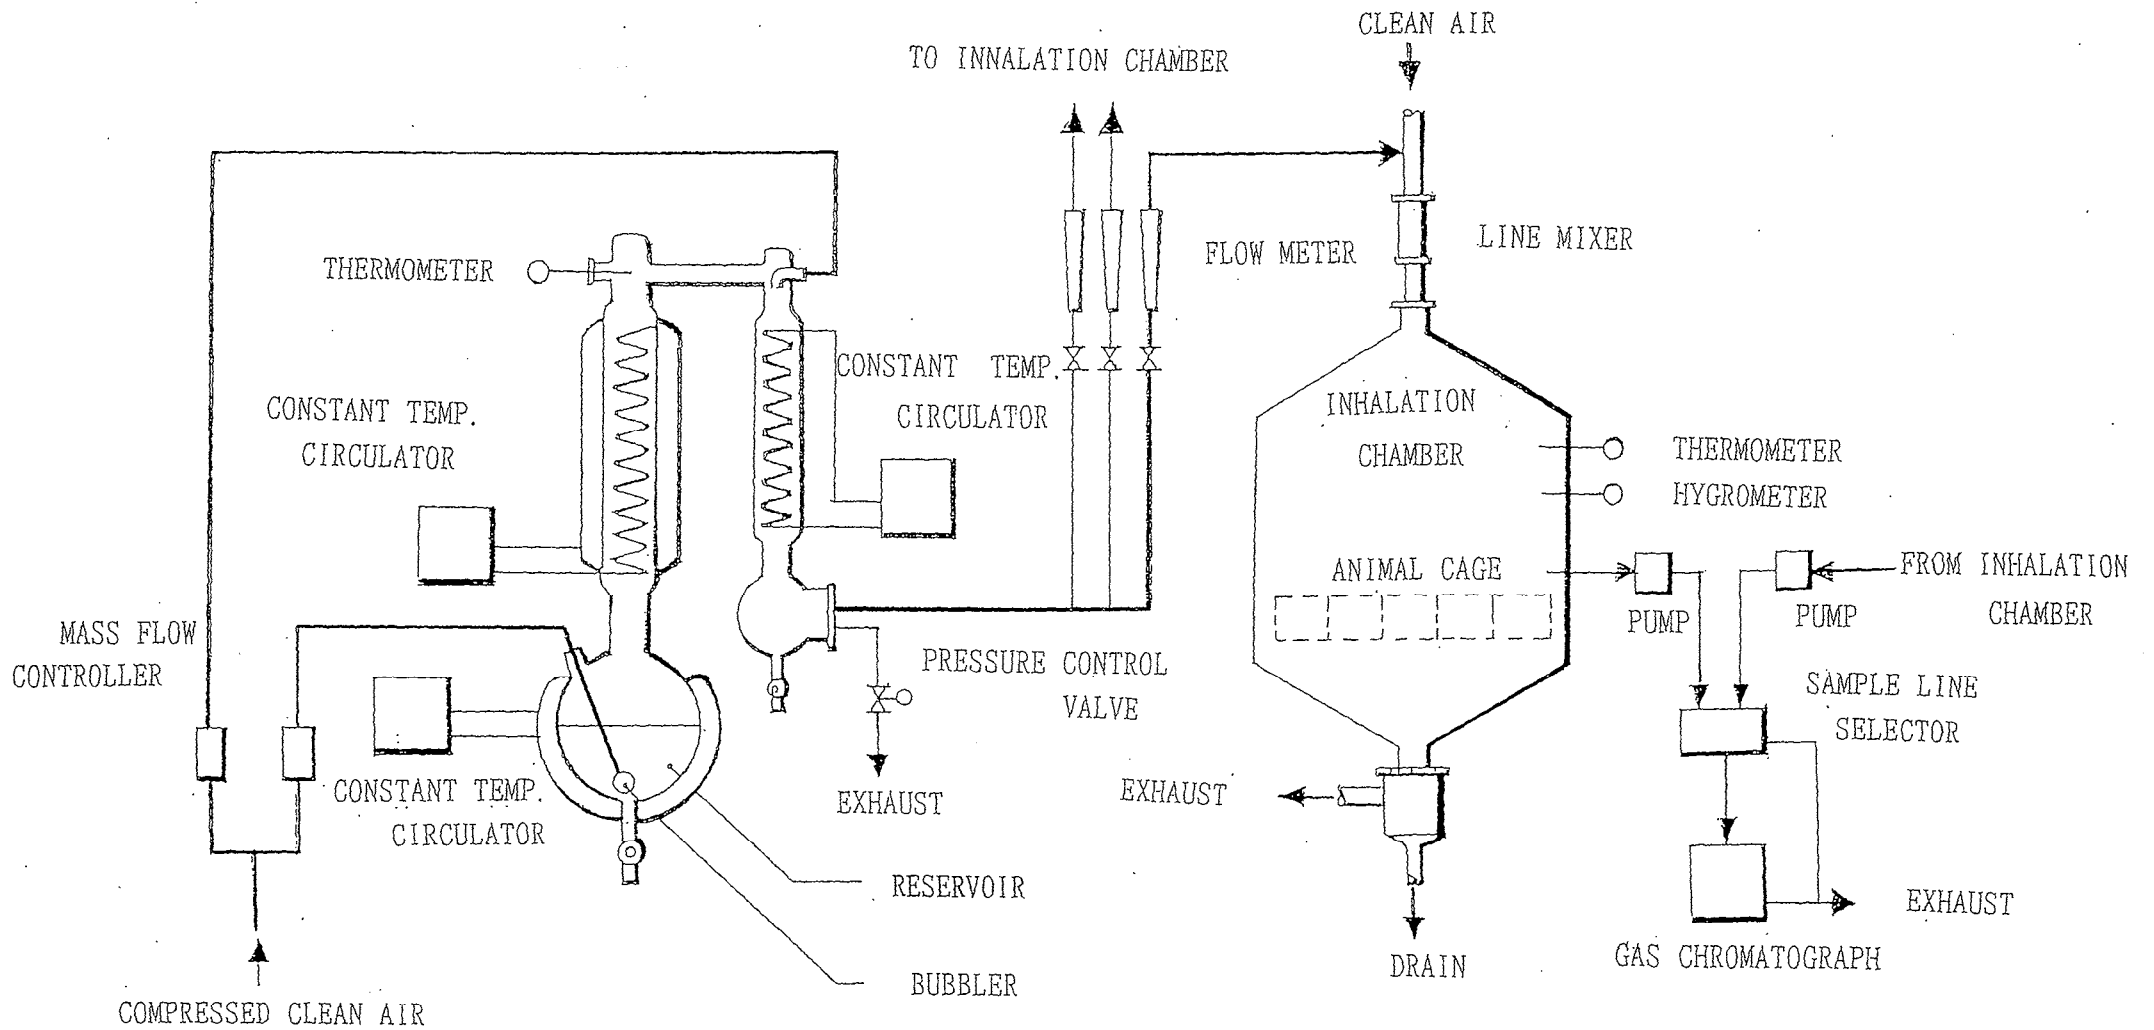 CLEAN AIR
TO INNALATION CHAMBER
THERMOMETER
FLOW METER
LINE MIXER
CONSTANT TEMP.
CIRCULATOR
CONSTANT TEMP.
CIRCULATOR
INHALATION
CHAMBER
THERMOMETER
HYGROMETER
ANIMAL CAGE
FROM INHALATION
CHAMBER
PUMP
PUMP
MASS FLOW
CONTROLLER
PRESSURE CONTROL
VALVE
SAMPLE LINE
SELECTOR
CONSTANT TEMP.
CIRCULATOR
EXHAUST
EXHAUST
RESERVOIR
EXHAUST
BUBBLER
DRAIN
GAS CHROMATOGRAPH
COMPRESSED CLEAN AIR